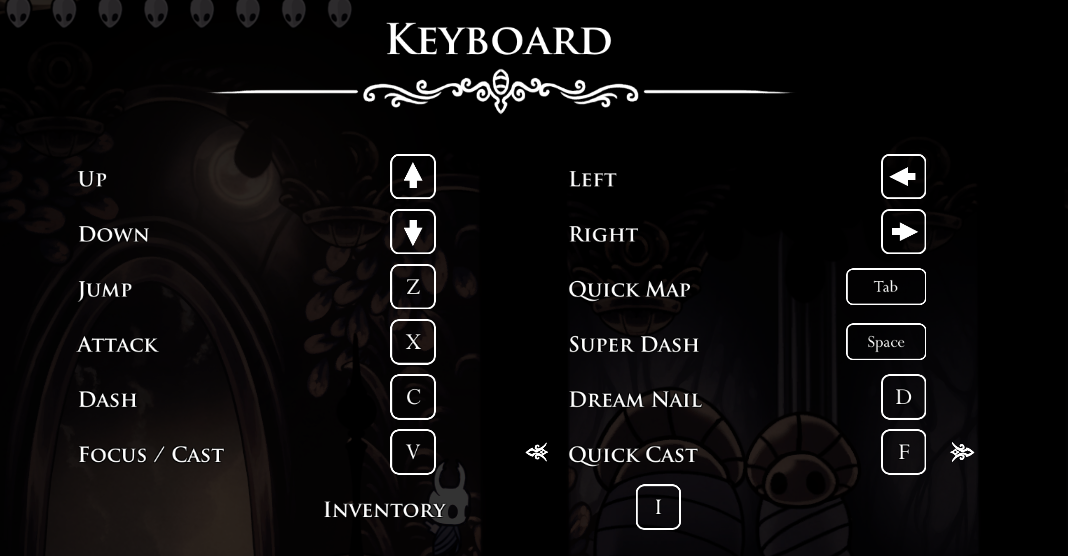 KEYBOARD
UP
DOWN
JUMP Z
ATTACK X
DASH C
FOCUS / CAST V
LEFT
RIGHT
QUICK MAP Tab
SUPER DASH Space
DREAM NAIL D
QUICK CAST F
INVENTORY I